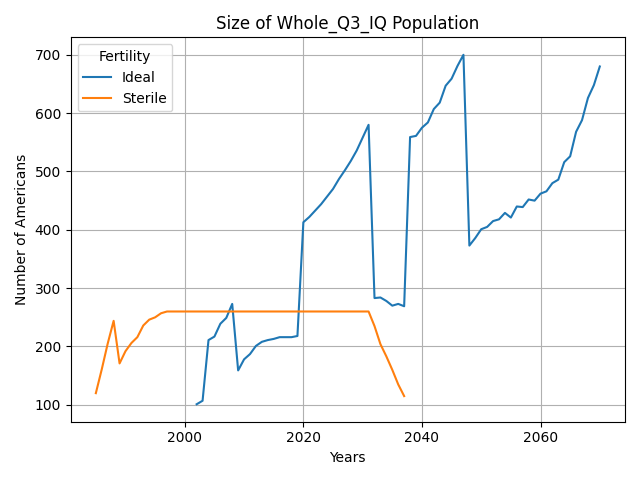 Size of Whole_Q3_IQ Population
Fertility
Ideal
Sterile
Number of Americans
700
600
500
400
300
200
100
2000
2020
2040
2060
Years